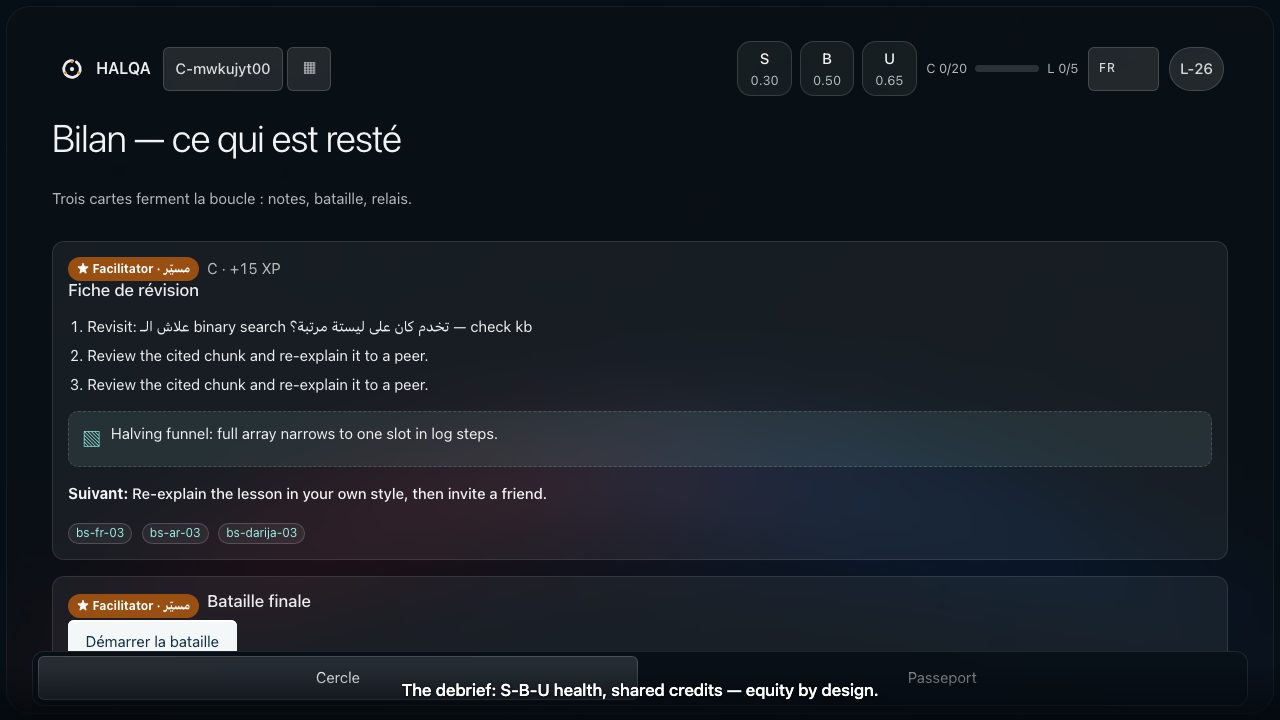 HALQA
C-mwkujyt00
S
0.30
B
0.50
U
0.65
C 0/20
L 0/5
FR
L-26
Bilan — ce qui est resté
Trois cartes ferment la boucle : notes, bataille, relais.
★ Facilitator · مسيّر C · +15 XP
Fiche de révision
1. Revisit: علاش الـ binary search تخدم كان على ليستة مرتبة؟ — check kb
2. Review the cited chunk and re-explain it to a peer.
3. Review the cited chunk and re-explain it to a peer.
Halving funnel: full array narrows to one slot in log steps.
Suivant: Re-explain the lesson in your own style, then invite a friend.
bs-fr-03 bs-ar-03 bs-darija-03
★ Facilitator · مسيّر Bataille finale
Démarrer la bataille
Cercle
Passeport
The debrief: S-B-U health, shared credits — equity by design.